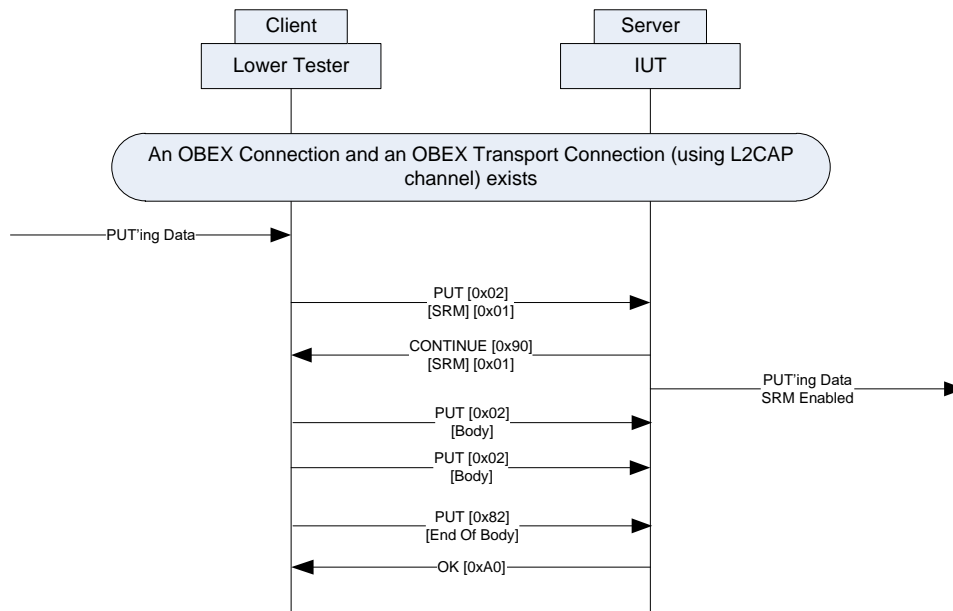 Client
Server
Lower Tester
IUT
An OBEX Connection and an OBEX Transport Connection (using L2CAP
channel) exists
PUT'ing Data
PUT [0x02]
[SRM] [0x01]
CONTINUE [0x90]
[SRM] [0x01]
PUT'ing Data
SRM Enabled
PUT [0x02]
[Body]
PUT [0x02]
[Body]
PUT [0x82]
[End Of Body]
OK [0xA0]